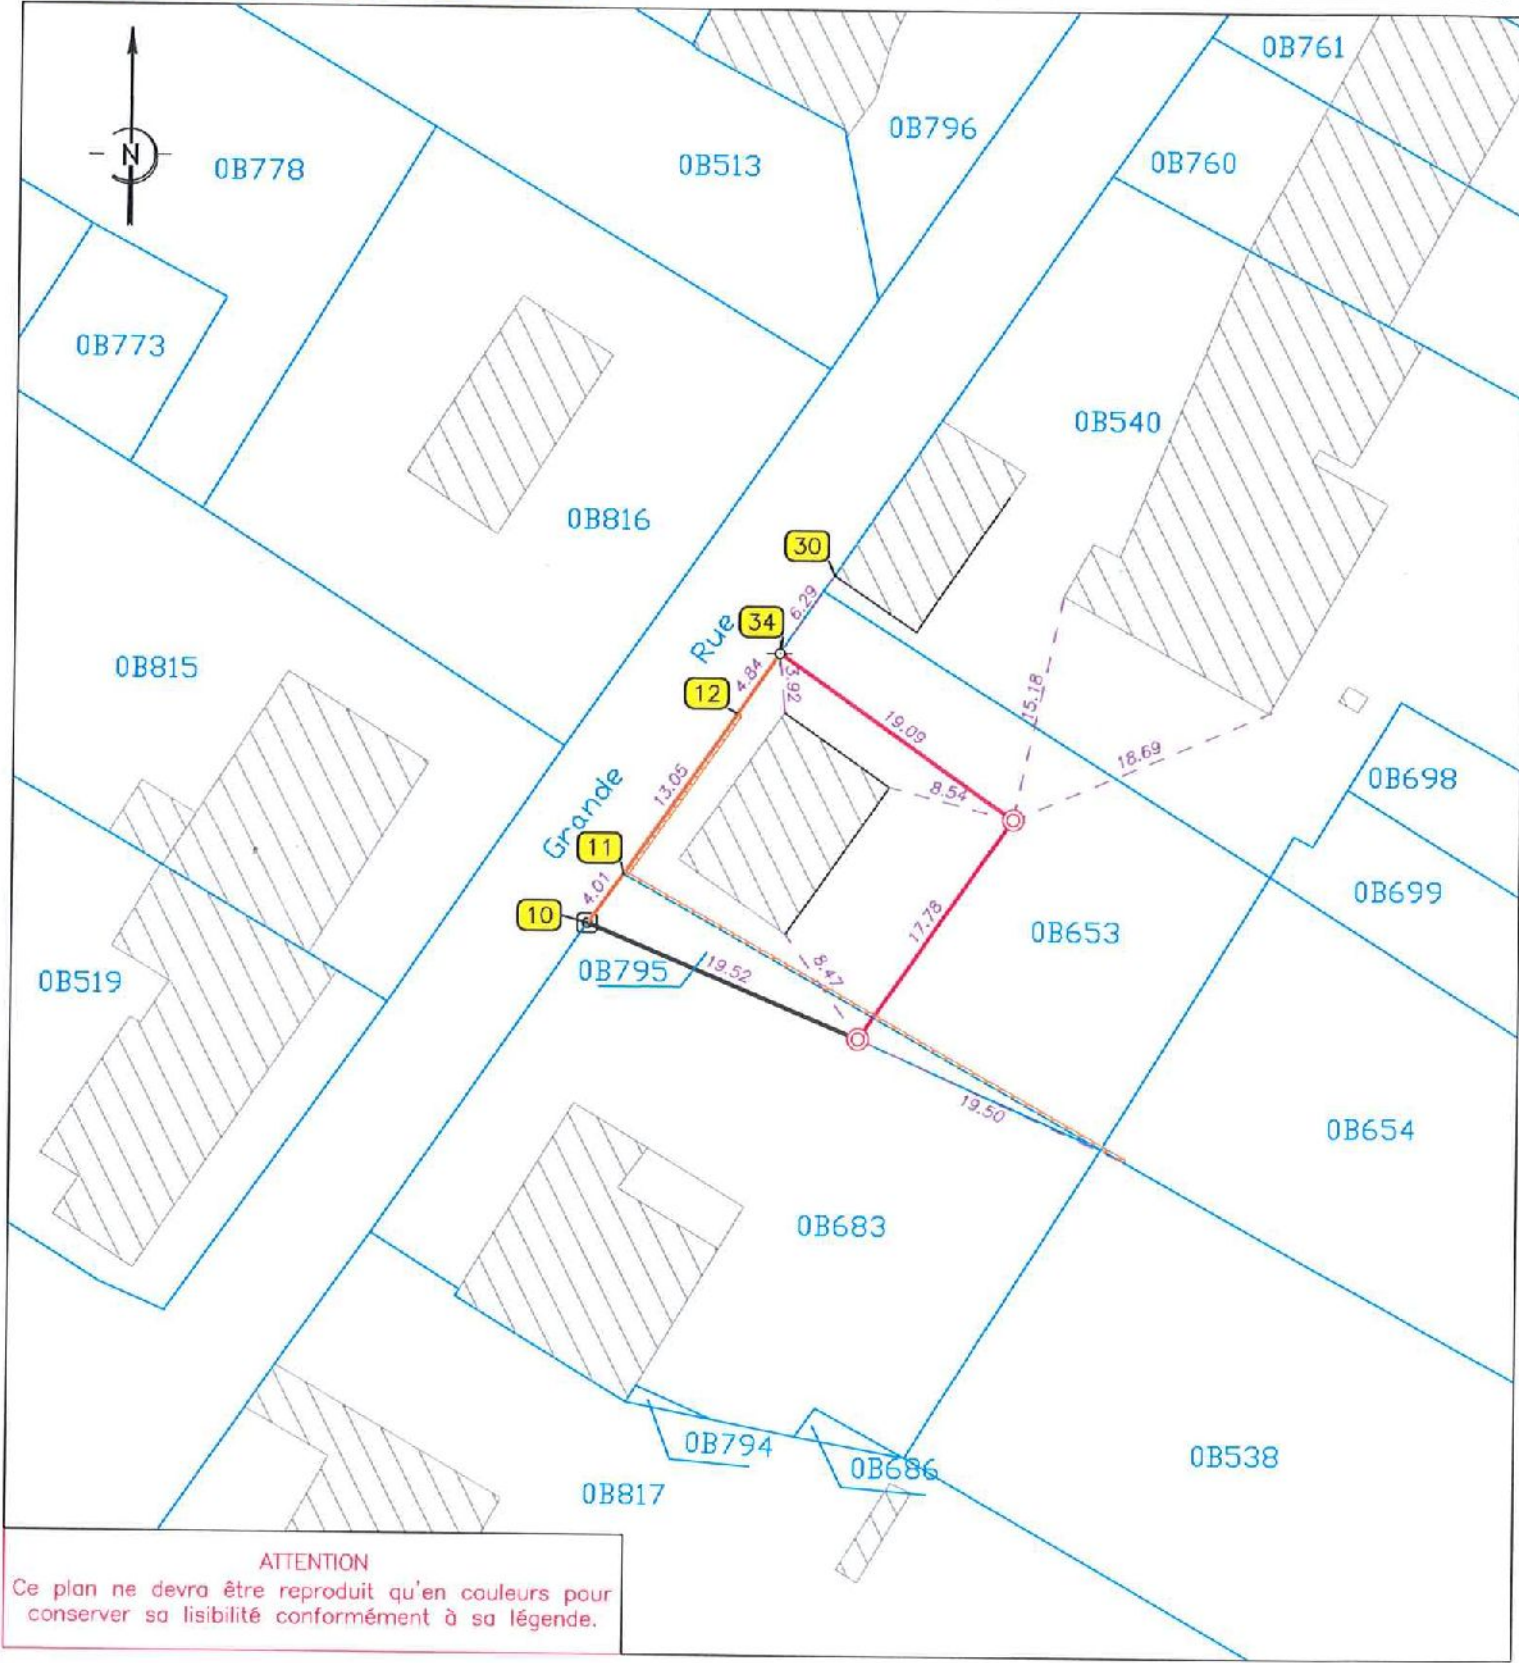 0B761
0B796
0B760
N
0B778
0B513
0B773
0B540
0B816
30
6.29
34
Rue
0B815
4.84
3.92
12
15.18
19.09
18.69
0B698
13.05
8.54
Grande
11
0B699
4.01
10
17.78
0B653
0B795
19.52
8.47
0B519
19.50
0B654
0B683
0B794
0B686
0B538
0B817
ATTENTION
Ce plan ne devra être reproduit qu'en couleurs pour
conserver sa lisibilité conformément à sa légende.